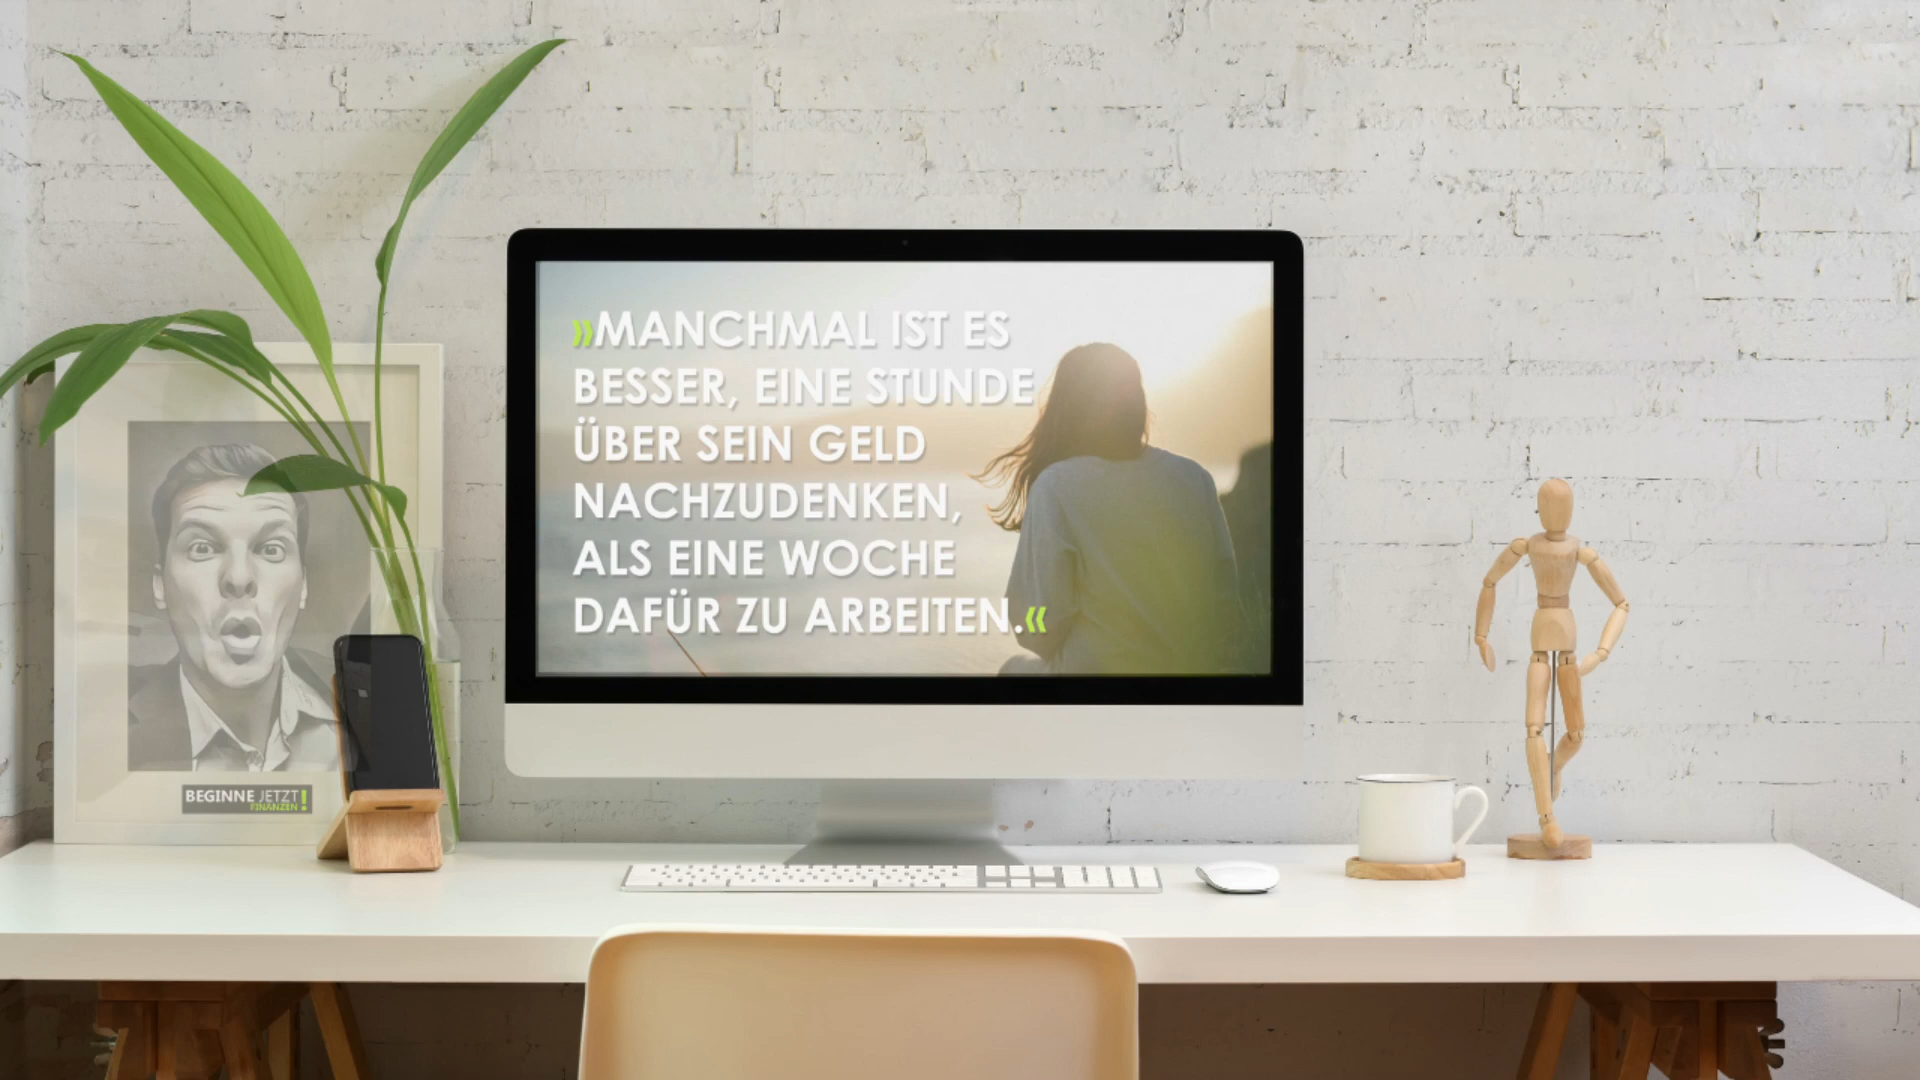 »MANCHMAL IST ES
BESSER, EINE STUNDE
ÜBER SEIN GELD
NACHZUDENKEN,
ALS EINE WOCHE
DAFÜR ZU ARBEITEN.«
BEGINNE JETZT!
FINANZEN